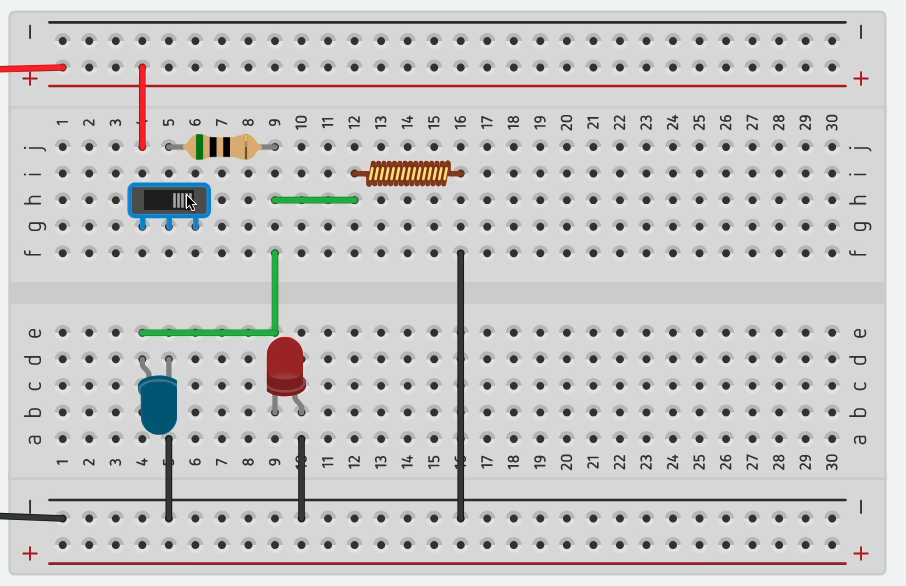 − −
+ +
1 2 3 4 5 6 7 8 9 10 11 12 13 14 15 16 17 18 19 20 21 22 23 24 25 26 27 28 29 30
j j
i i
h h
g g
f f
e e
d d
c c
b b
a a
1 2 3 4 5 6 7 8 9 10 11 12 13 14 15 16 17 18 19 20 21 22 23 24 25 26 27 28 29 30
− −
+ +